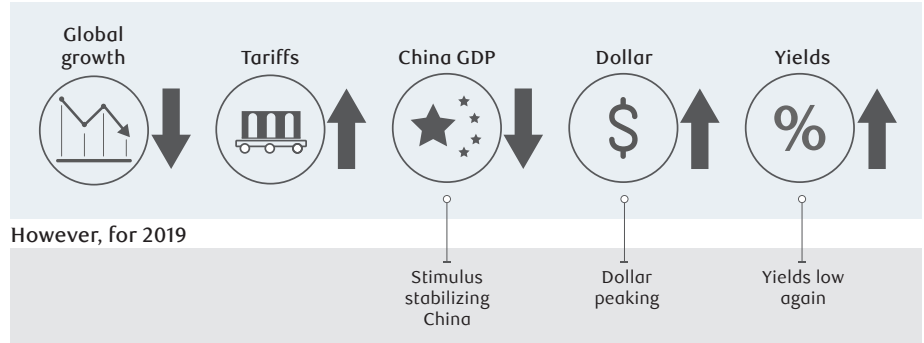 Global
growth
Tariffs
China GDP
Dollar
Yields
$
%
However, for 2019
Stimulus
stabilizing
China
Dollar
peaking
Yields low
again